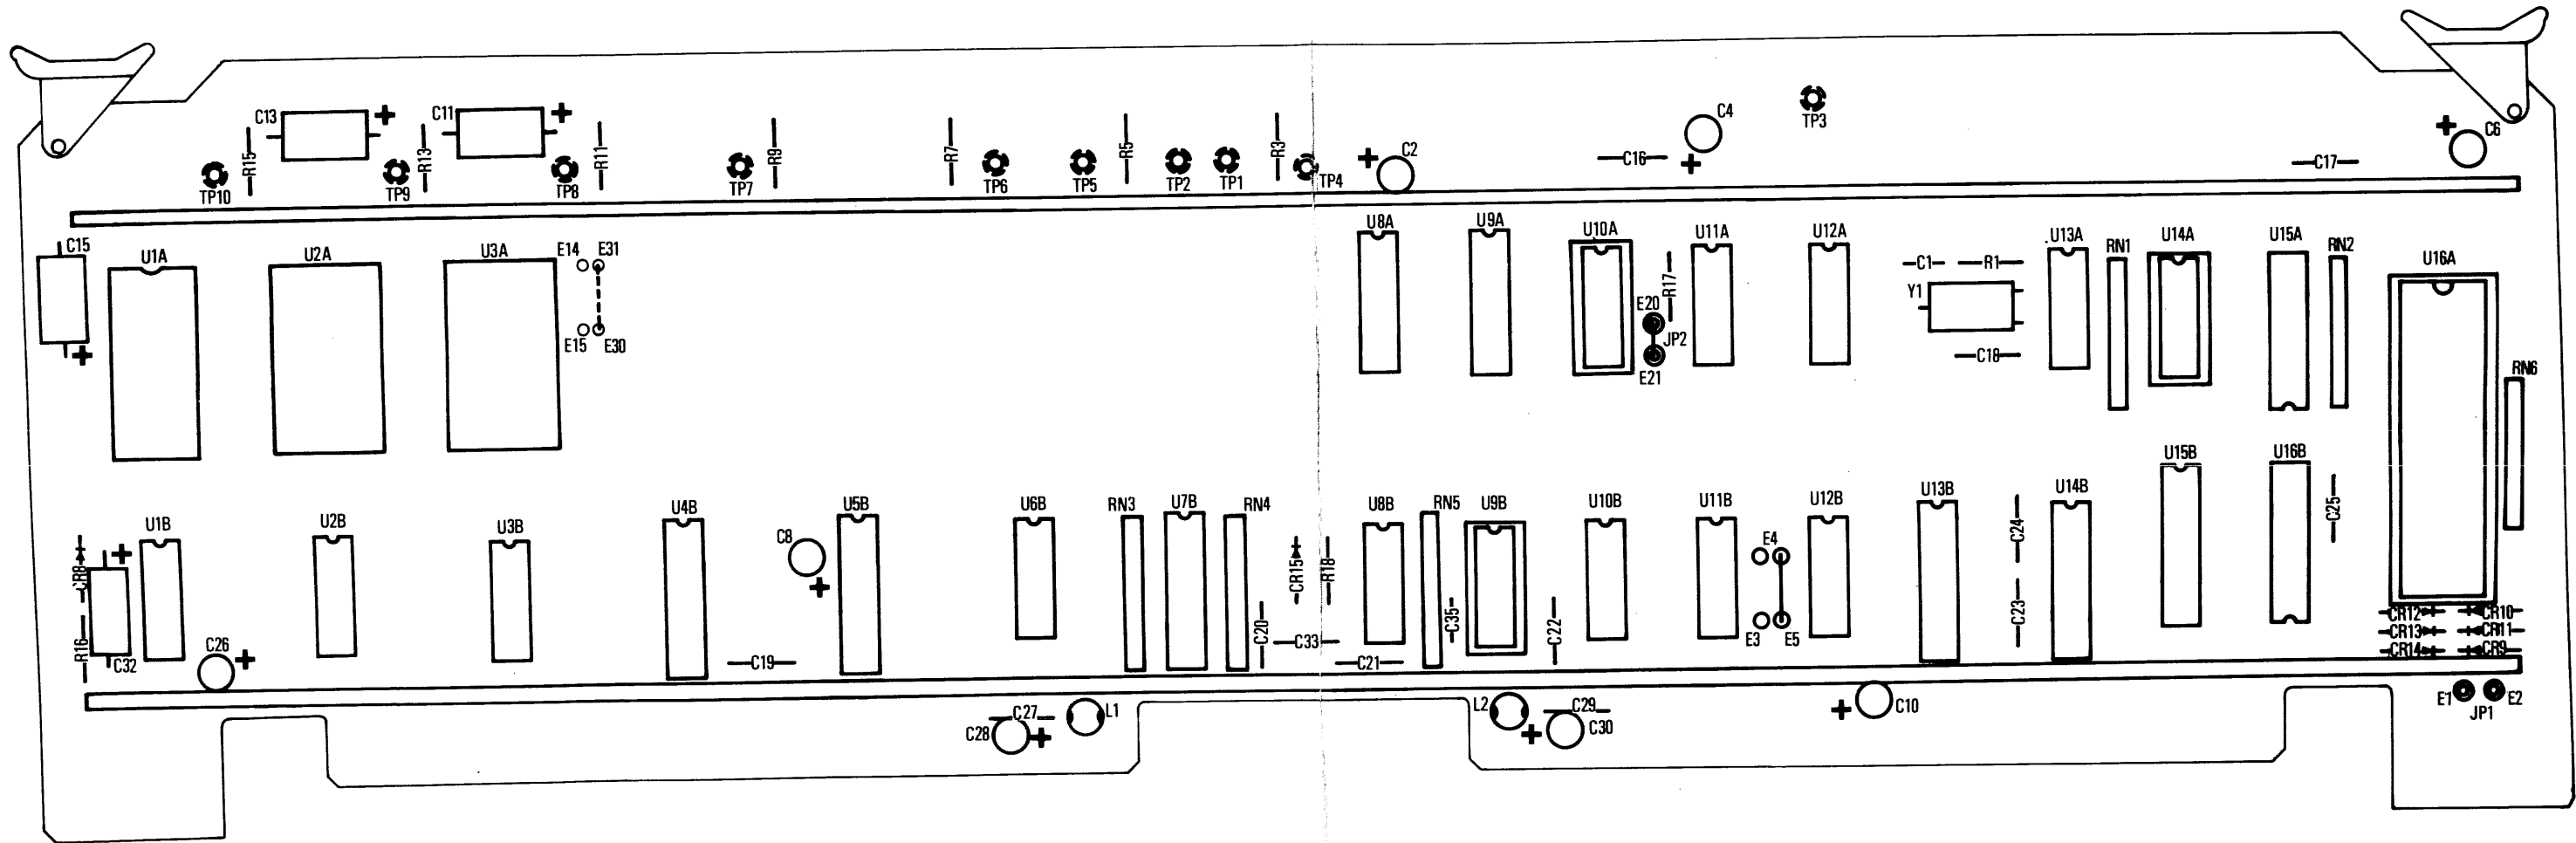 C13
C11
C4
TP3
C6
R15
R13
R11
R9
R7
R5
R3
C2
C16
C17
TP10
TP9
TP8
TP7
TP6
TP5
TP2
TP1
TP4
C15
U1A
U2A
U3A
E14
E31
U8A
U9A
U10A
U11A
U12A
U13A
RN1
U14A
U15A
RN2
U16A
R17
C1
R1
Y1
E20
JP2
E21
E15
E30
C18
RN6
U1B
U2B
U3B
U4B
C8
U5B
U6B
RN3
U7B
RN4
U8B
RN5
U9B
U10B
U11B
U12B
U13B
U14B
U15B
U16B
C25
C24
C23
E4
E3
E5
CR8
R16
C32
C26
C19
CR15
R18
C20
C33
C21
C35
C22
CR12
CR10
CR13
CR11
CR14
CR9
C27
C28
L1
L2
C29
C30
C10
E1
JP1
E2